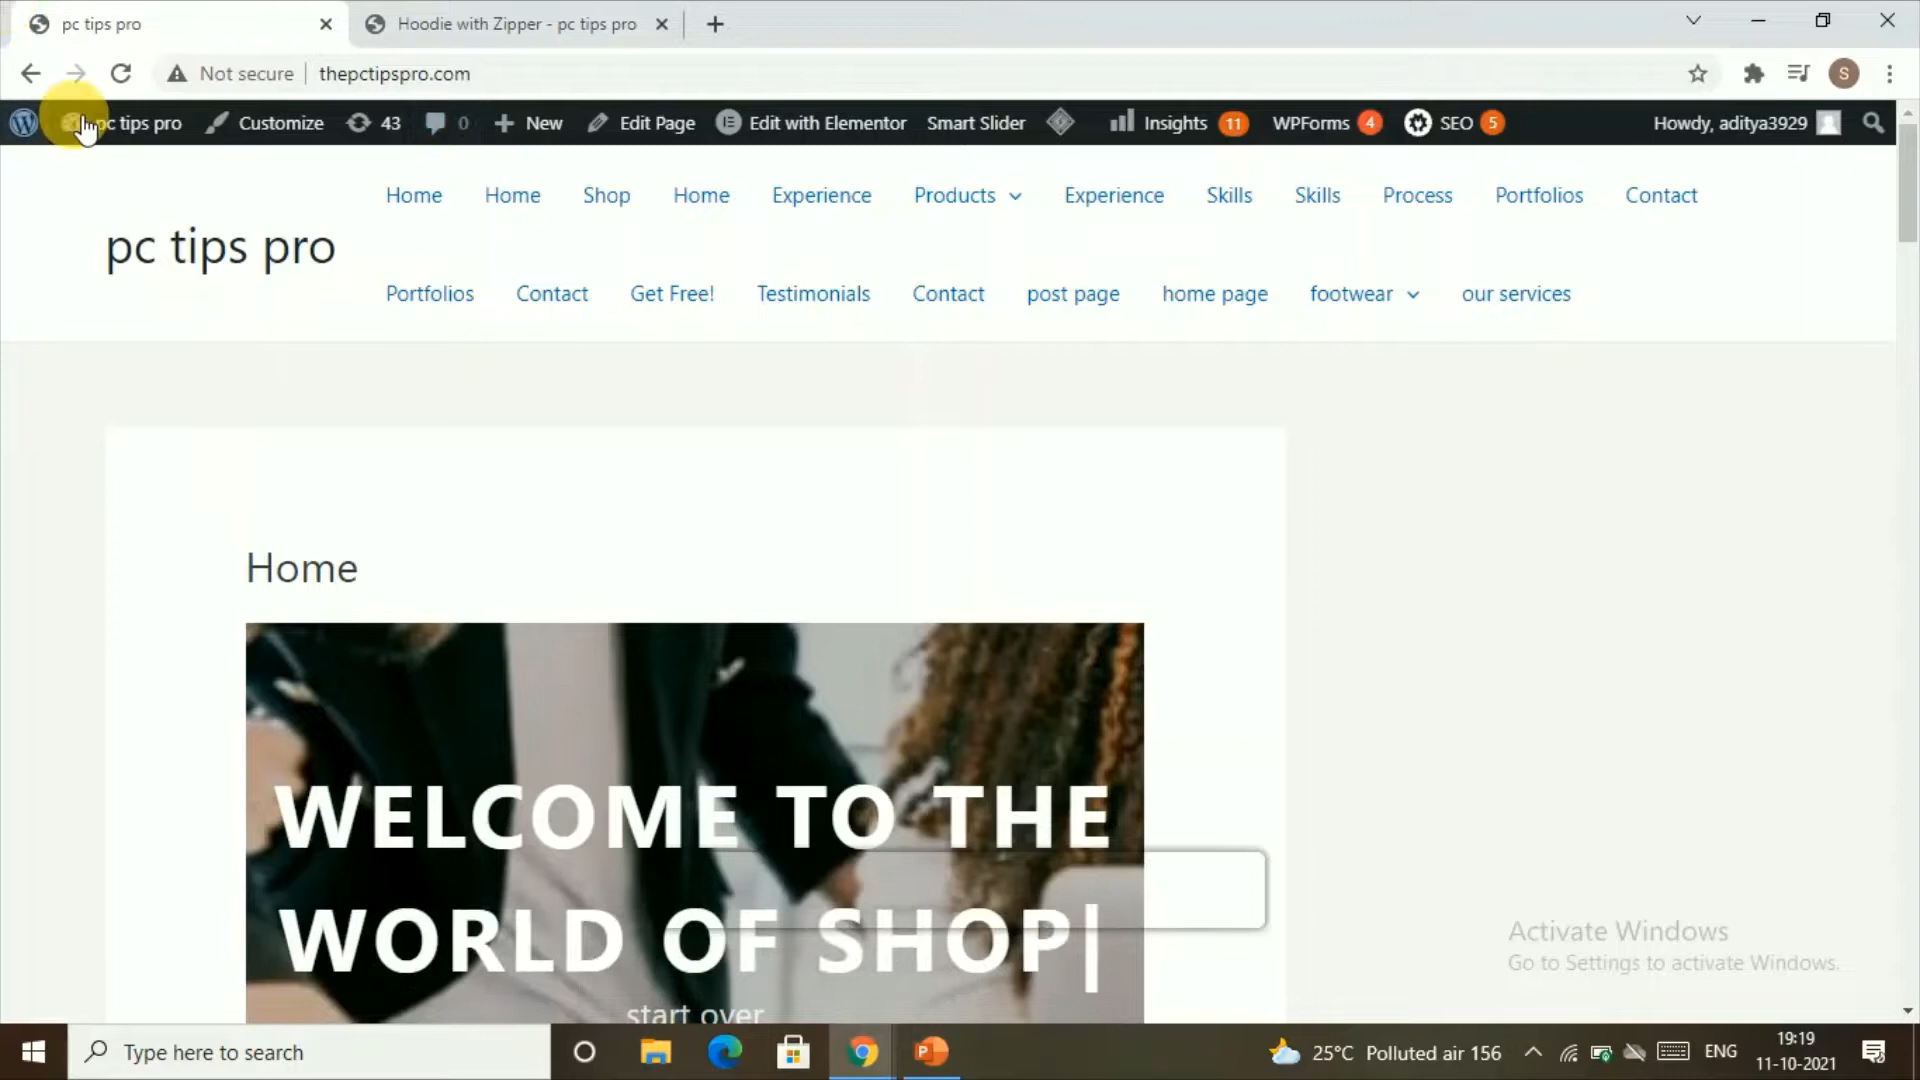 pc tips pro
Hoodie with Zipper - pc tips pro
Not secure
thepctipspro.com
pc tips pro
Customize
43
0
New
Edit Page
Edit with Elementor
Smart Slider
Insights 11
WPForms 4
SEO 5
Howdy, aditya3929
Home Home Shop Home Experience Products Experience Skills Skills Process Portfolios Contact
pc tips pro
Portfolios Contact Get Free! Testimonials Contact post page home page footwear our services
Home
WELCOME TO THE
WORLD OF SHOP|
start over
Activate Windows
Go to Settings to activate Windows.
Type here to search
25°C Polluted air 156
ENG
19:19
11-10-2021
S